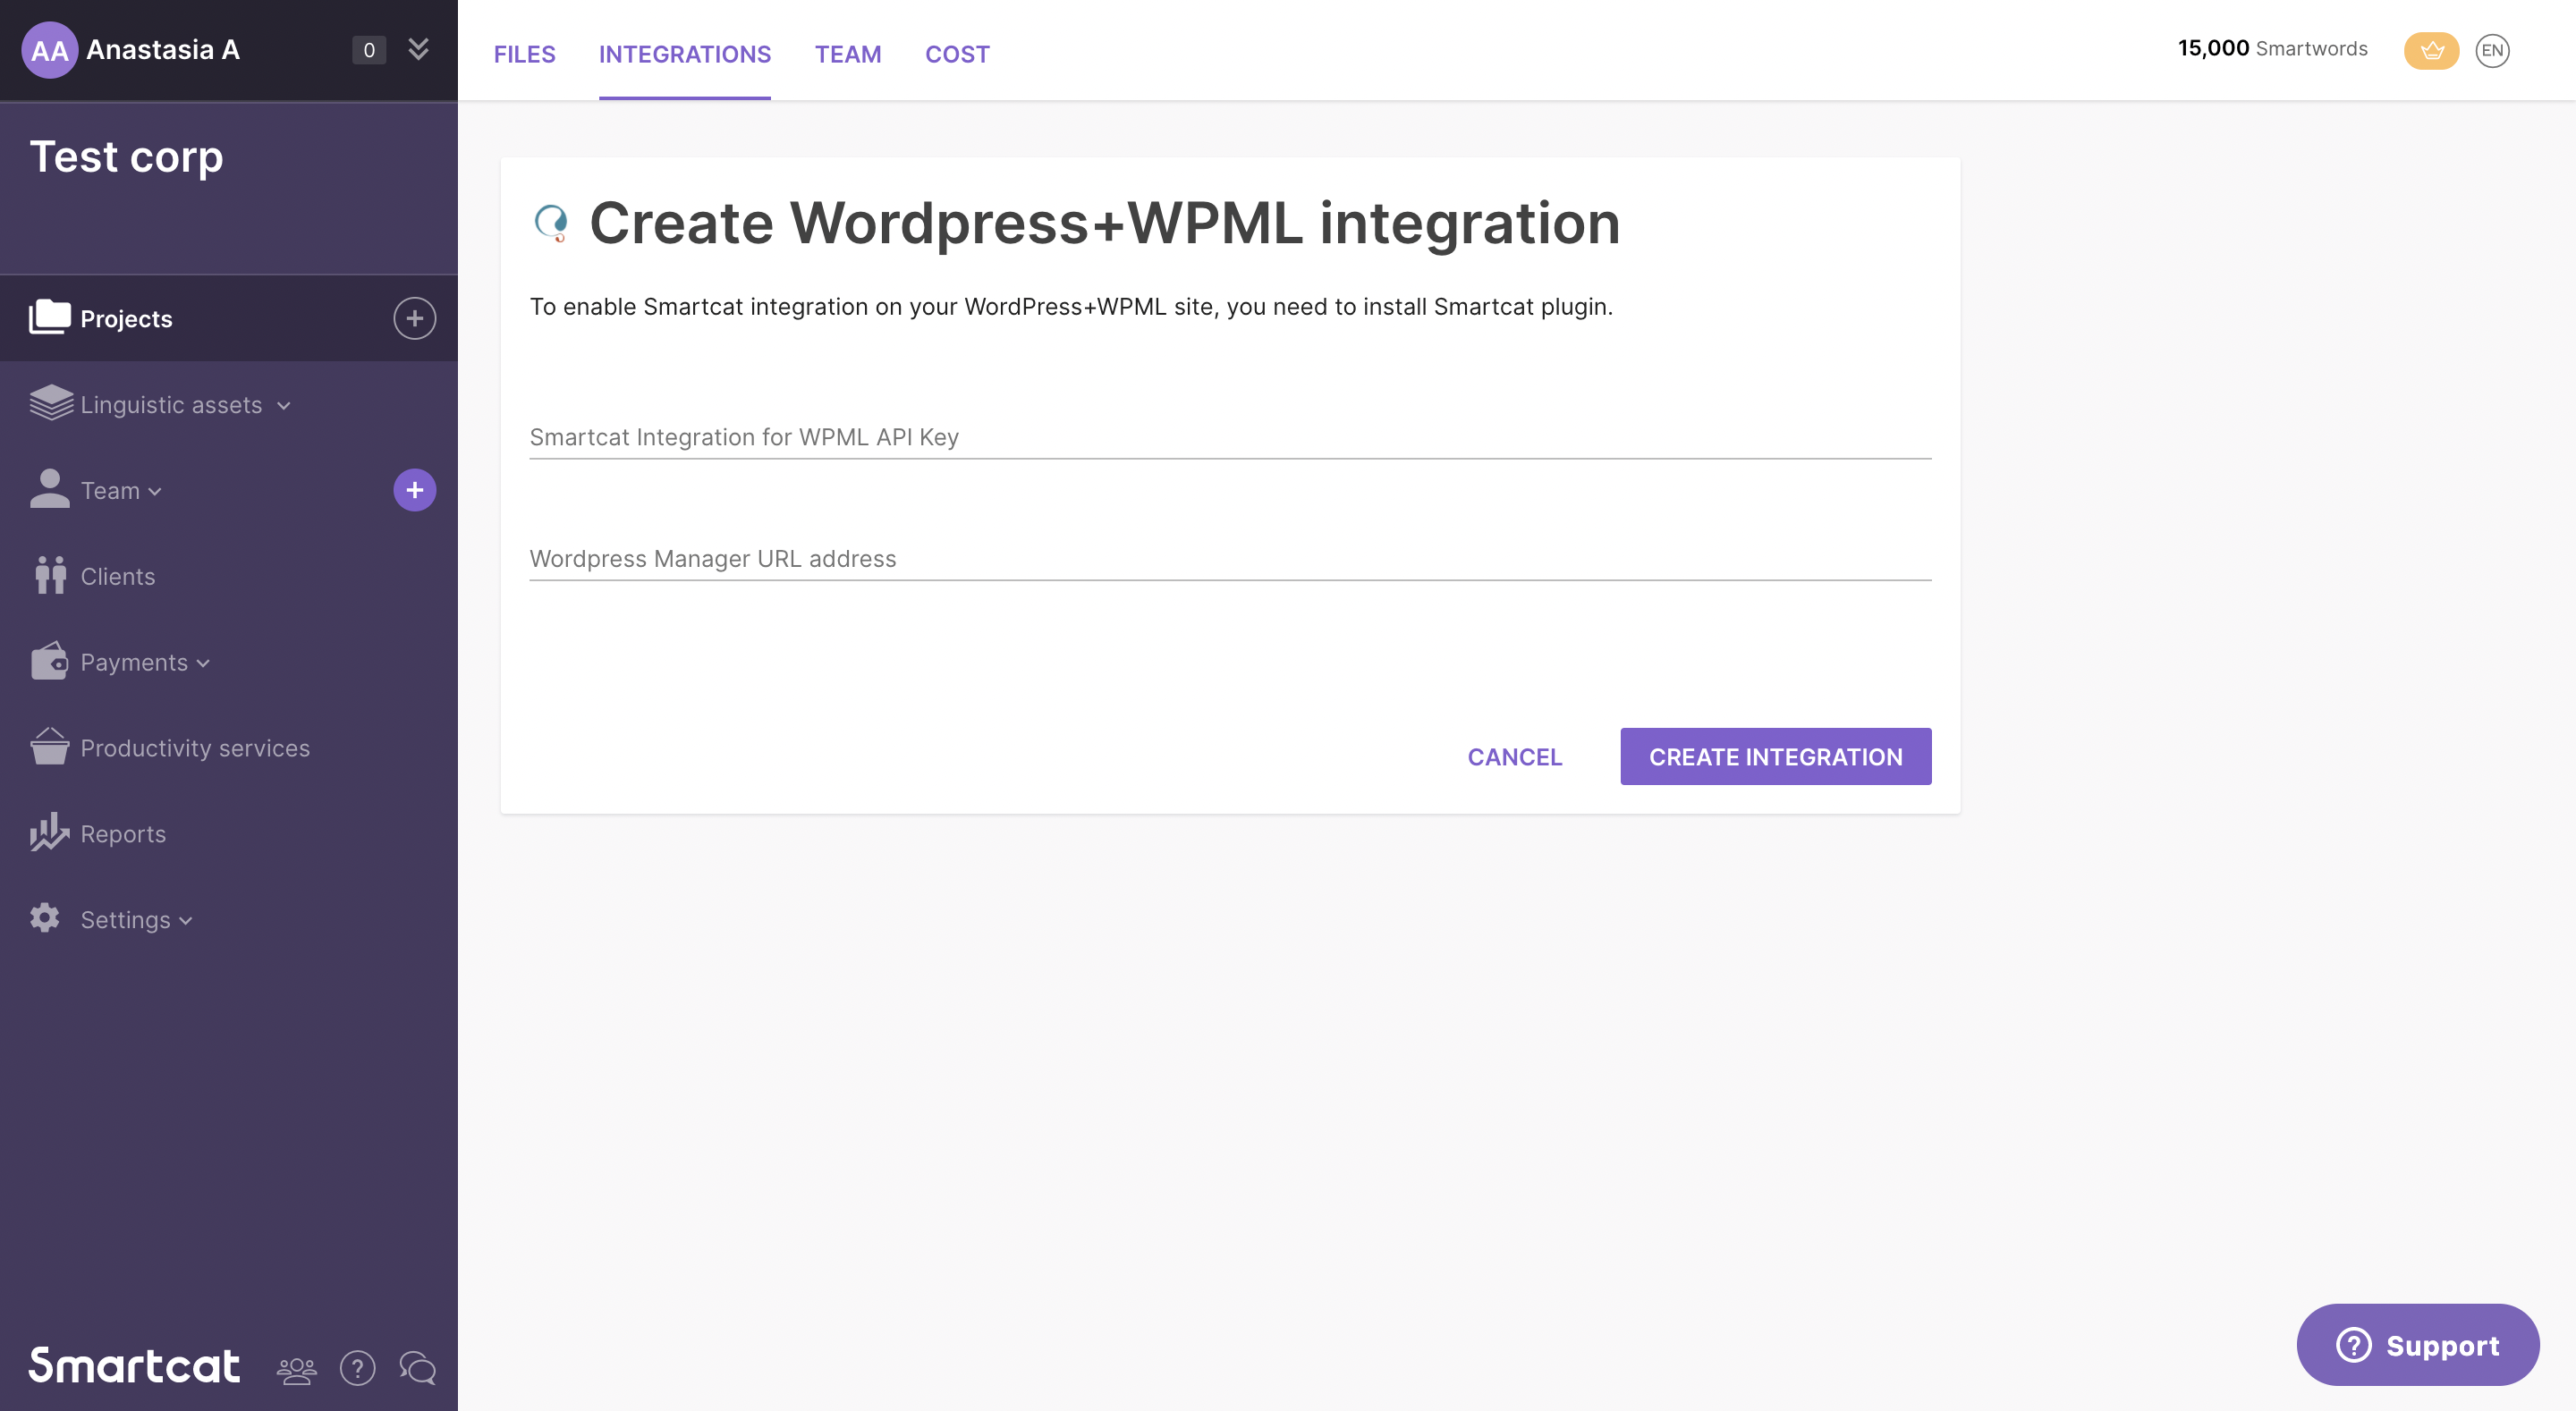 AA Anastasia A 0
Test corp
Projects
Linguistic assets
Team
Clients
Payments
Productivity services
Reports
Settings
Smartcat
FILES INTEGRATIONS TEAM COST
15,000 Smartwords EN
Create Wordpress+WPML integration
To enable Smartcat integration on your WordPress+WPML site, you need to install Smartcat plugin.
Smartcat Integration for WPML API Key
Wordpress Manager URL address
CANCEL CREATE INTEGRATION
Support